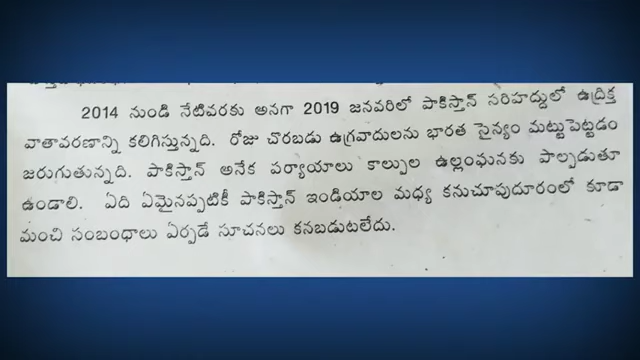 2014 నుండి నేటివరకు అనగా 2019 జనవరిలో పాకిస్తాన్ సరిహద్దులో ఉద్రిక్త
వాతావరణాన్ని కలిగిస్తున్నది. రోజు చొరబడు ఉగ్రవాదులను భారత సైన్యం మట్టుపెట్టడం
జరుగుతున్నది. పాకిస్తాన్ అనేక పర్యాయాలు కాల్పుల ఉల్లంఘనకు పాల్పడుతూ
ఉండాలి. ఏది ఏమైనప్పటికీ పాకిస్తాన్ ఇండియాల మధ్య కనుచూపుదూరంలో కూడా
మంచి సంబంధాలు ఏర్పడే సూచనలు కనబడుటలేదు.